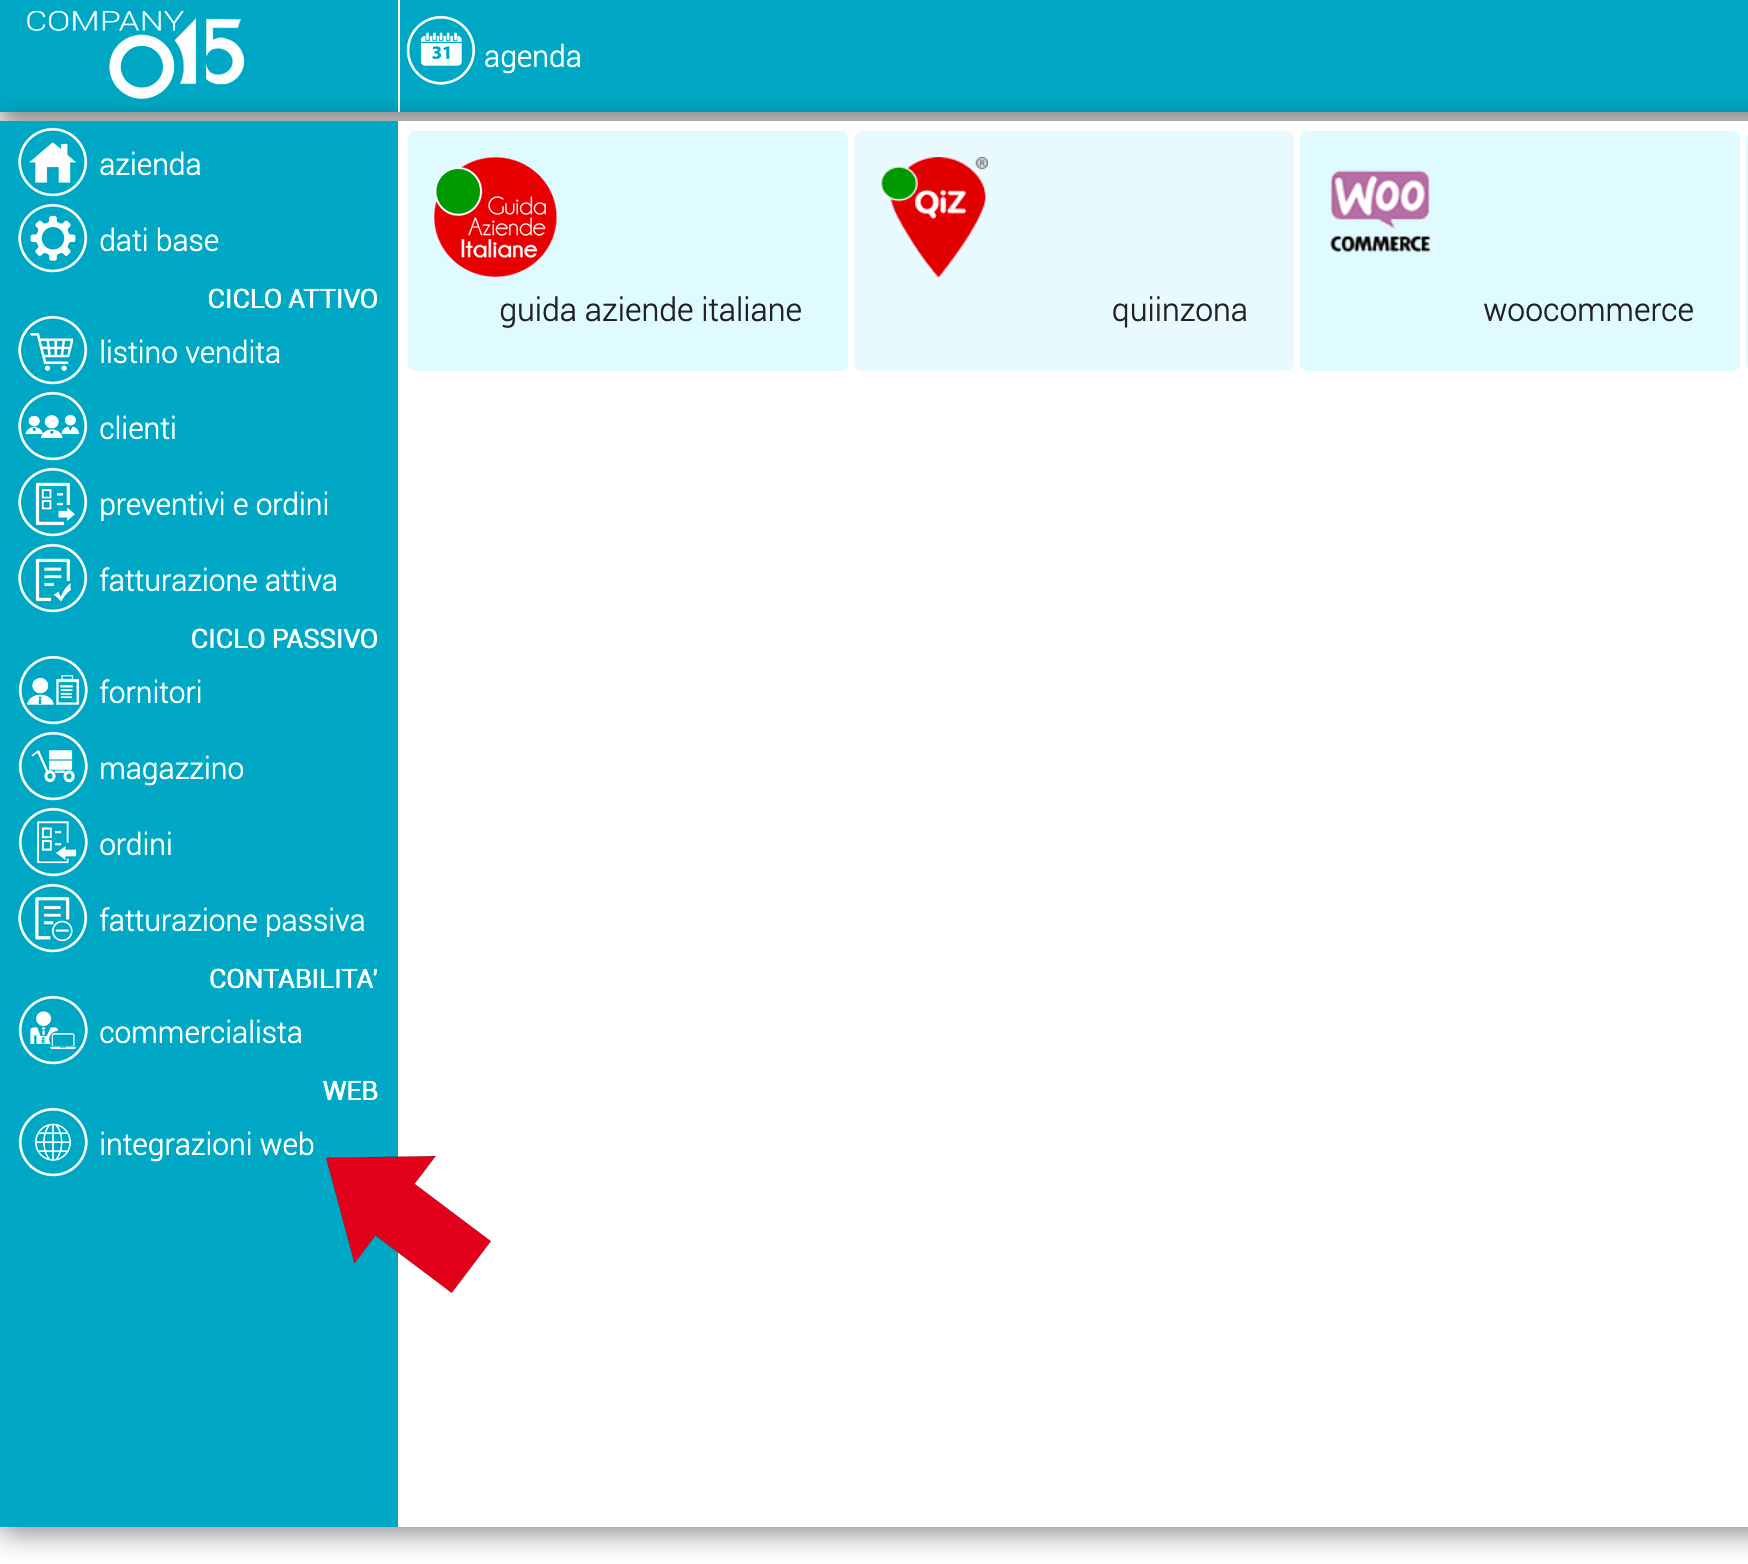 COMPANY
015
31
agenda
azienda
dati base
CICLO ATTIVO
listino vendita
clienti
preventivi e ordini
fatturazione attiva
CICLO PASSIVO
fornitori
magazzino
ordini
fatturazione passiva
CONTABILITA'
commercialista
WEB
integrazioni web
Guida
Aziende
Italiane
guida aziende italiane
QiZ ®
quiinzona
WOO
COMMERCE
woocommerce